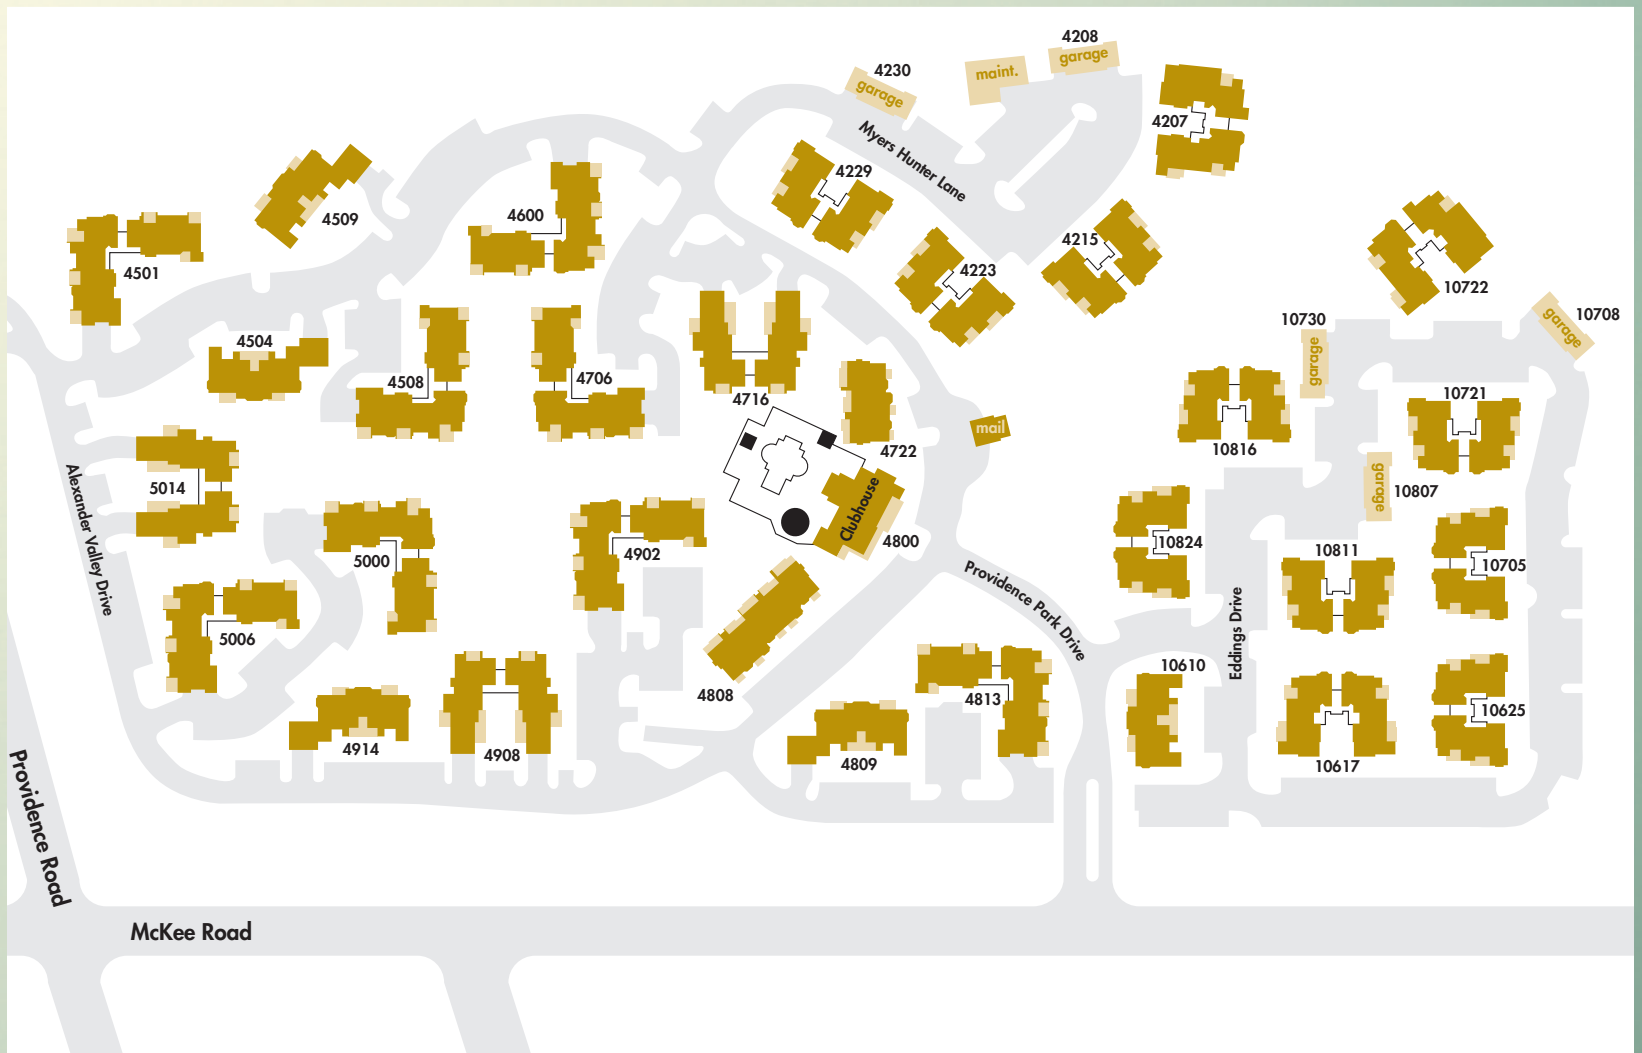 4208
garage
4230
garage
maint.
4207
Myers Hunter Lane
4229
4509
4600
4501
4215
4223
10722
10708
garage
10730
garage
4504
4508
4706
4716
10721
mail
4722
10816
5014
Alexander Valley Drive
Clubhouse
4800
garage
10807
10824
4902
5000
10811
10705
Providence Park Drive
Eddings Drive
5006
10610
4808
4813
10625
4914
4908
4809
10617
Providence Road
McKee Road